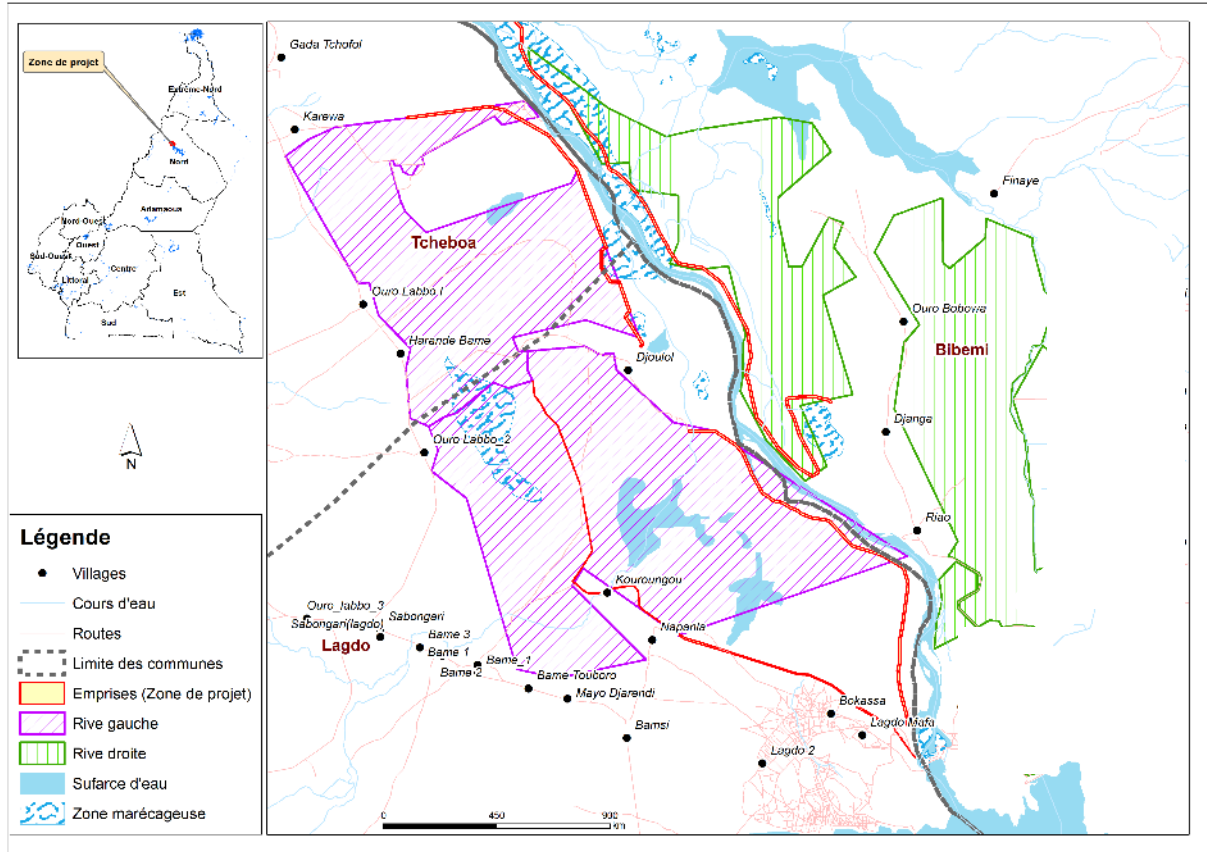 Zone de projet
Extrême-Nord
Nord
Adamaoua
Nord-Ouest
Ouest
Sud-Ouest
Littoral
Centre
Est
Sud
N
Légende
Villages
Cours d'eau
Routes
Limite des communes
Emprises (Zone de projet)
Rive gauche
Rive droite
Sufarce d'eau
Zone marécageuse
Gada Tchofol
Karewa
Finaye
Tcheboa
Ouro Labbo I
Ouro Bobowa
Harande Bame
Bibemi
Djoulol
Djanga
Ouro Labbo_2
Riao
Kouroungou
Ouro_labbo_3
Sabongari
Sabongari(lagdo)
Lagdo
Napanla
Bame 3
Bame 1
Bame_1
Bame 2
Bame-Touboro
Mayo Djarendi
Bokassa
Lagdo Mafa
Bamsi
Lagdo 2
0 450 900
Km